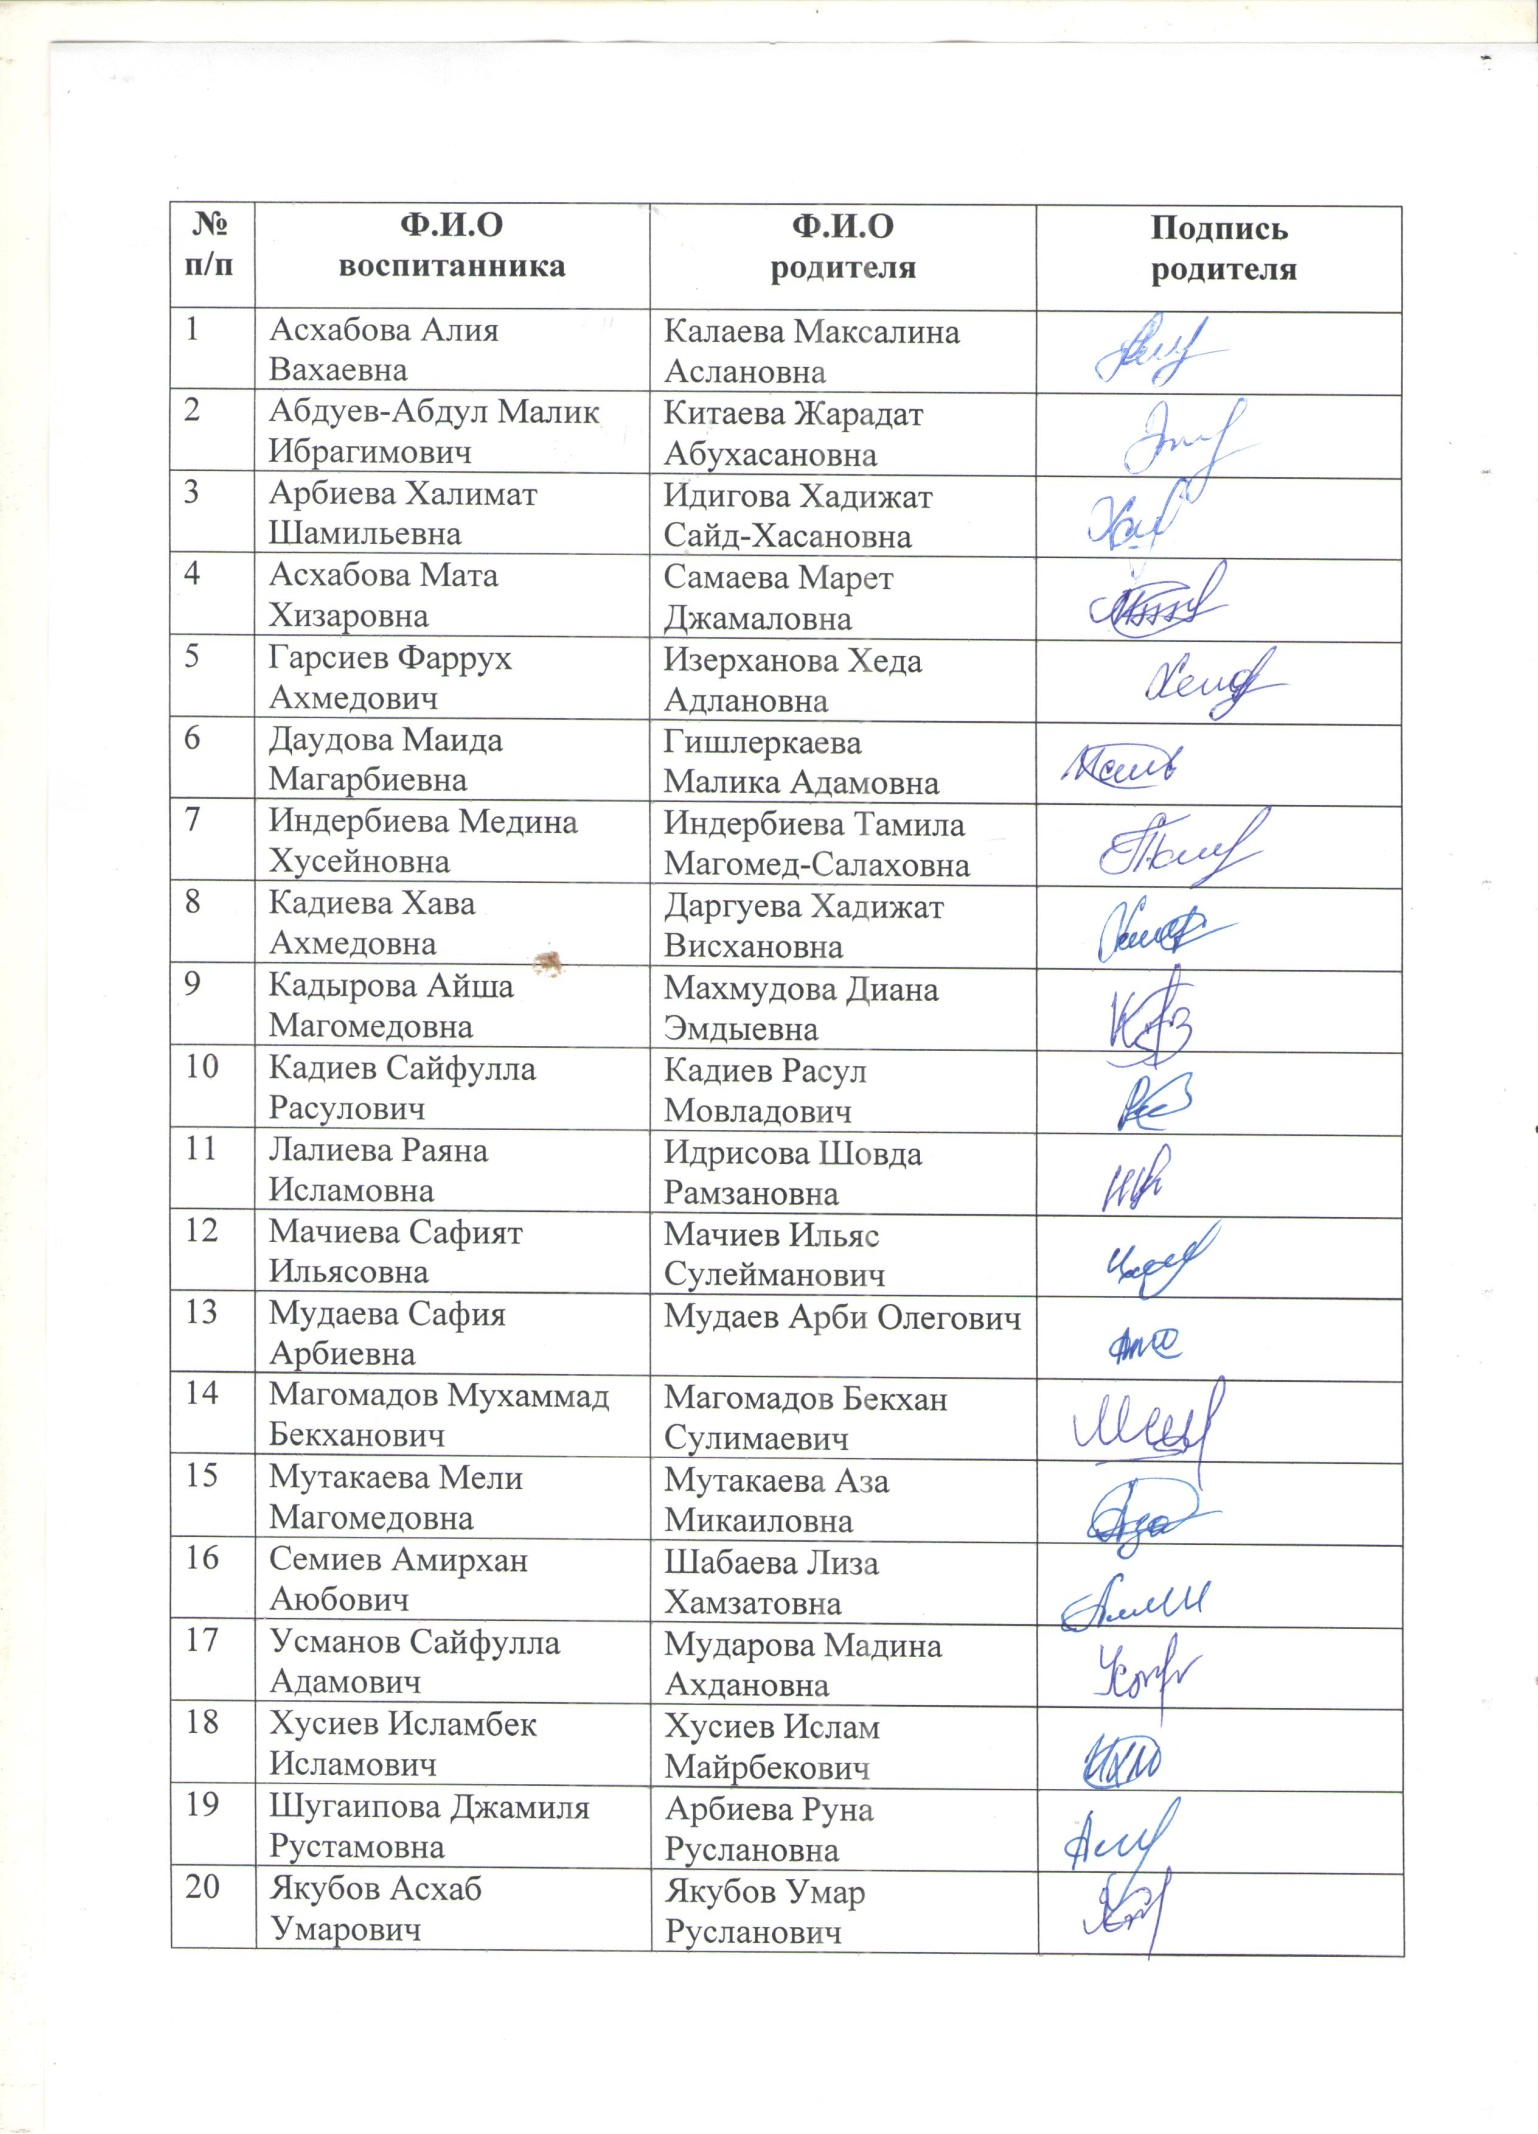 № Ф.И.О Ф.И.О Подпись
п/п воспитанника родителя родителя
1 Асхабова Алия Калаева Максалина
Вахаевна Аслановна
2 Абдуев-Абдул Малик Китаева Жарадат
Ибрагимович Абухасановна
3 Арбиева Халимат Идигова Хадижат
Шамильевна Сайд-Хасановна
4 Асхабова Мата Самаева Марет
Хизаровна Джамаловна
5 Гарсиев Фаррух Изерханова Хеда
Ахмедович Адлановна
6 Даудова Маида Гишлеркаева
Магарбиевна Малика Адамовна
7 Индербиева Медина Индербиева Тамила
Хусейновна Магомед-Салаховна
8 Кадиева Хава Даргуева Хадижат
Ахмедовна Висхановна
9 Кадырова Айша Махмудова Диана
Магомедовна Эмдыевна
10 Кадиев Сайфулла Кадиев Расул
Расулович Мовладович
11 Лалиева Раяна Идрисова Шовда
Исламовна Рамзановна
12 Мачиева Сафият Мачиев Ильяс
Ильясовна Сулейманович
13 Мудаева Сафия Мудаев Арби Олегович
Арбиевна
14 Магомадов Мухаммад Магомадов Бекхан
Бекханович Сулимаевич
15 Мутакаева Мели Мутакаева Аза
Магомедовна Микаиловна
16 Семиев Амирхан Шабаева Лиза
Аюбович Хамзатовна
17 Усманов Сайфулла Мударова Мадина
Адамович Ахдановна
18 Хусиев Исламбек Хусиев Ислам
Исламович Майрбекович
19 Шугаипова Джамиля Арбиева Руна
Рустамовна Руслановна
20 Якубов Асхаб Якубов Умар
Умарович Русланович